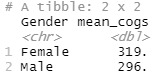 # A tibble: 2 x 2
Gender mean_cogs
<chr> <dbl>
1 Female 319.
2 Male 296.